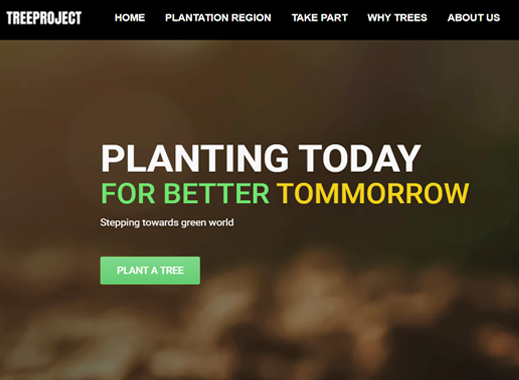 TREEPROJECT HOME PLANTATION REGION TAKE PART WHY TREES ABOUT US
PLANTING TODAY
FOR BETTER TOMMORROW
Stepping towards green world
PLANT A TREE